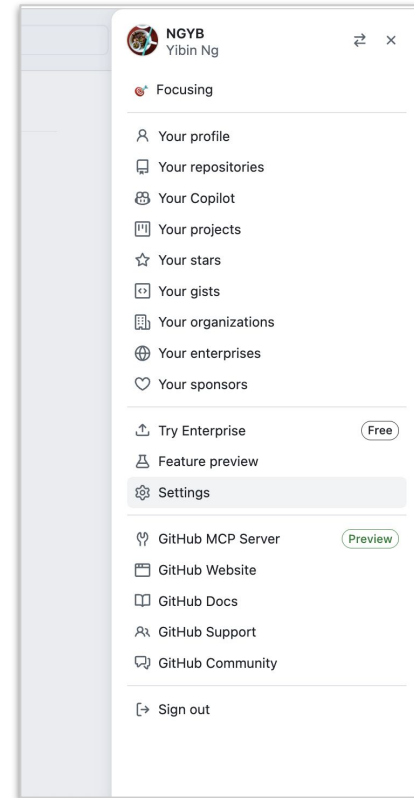 NGYB
Yibin Ng
Focusing
Your profile
Your repositories
Your Copilot
Your projects
Your stars
Your gists
Your organizations
Your enterprises
Your sponsors
Try Enterprise Free
Feature preview
Settings
GitHub MCP Server Preview
GitHub Website
GitHub Docs
GitHub Support
GitHub Community
Sign out